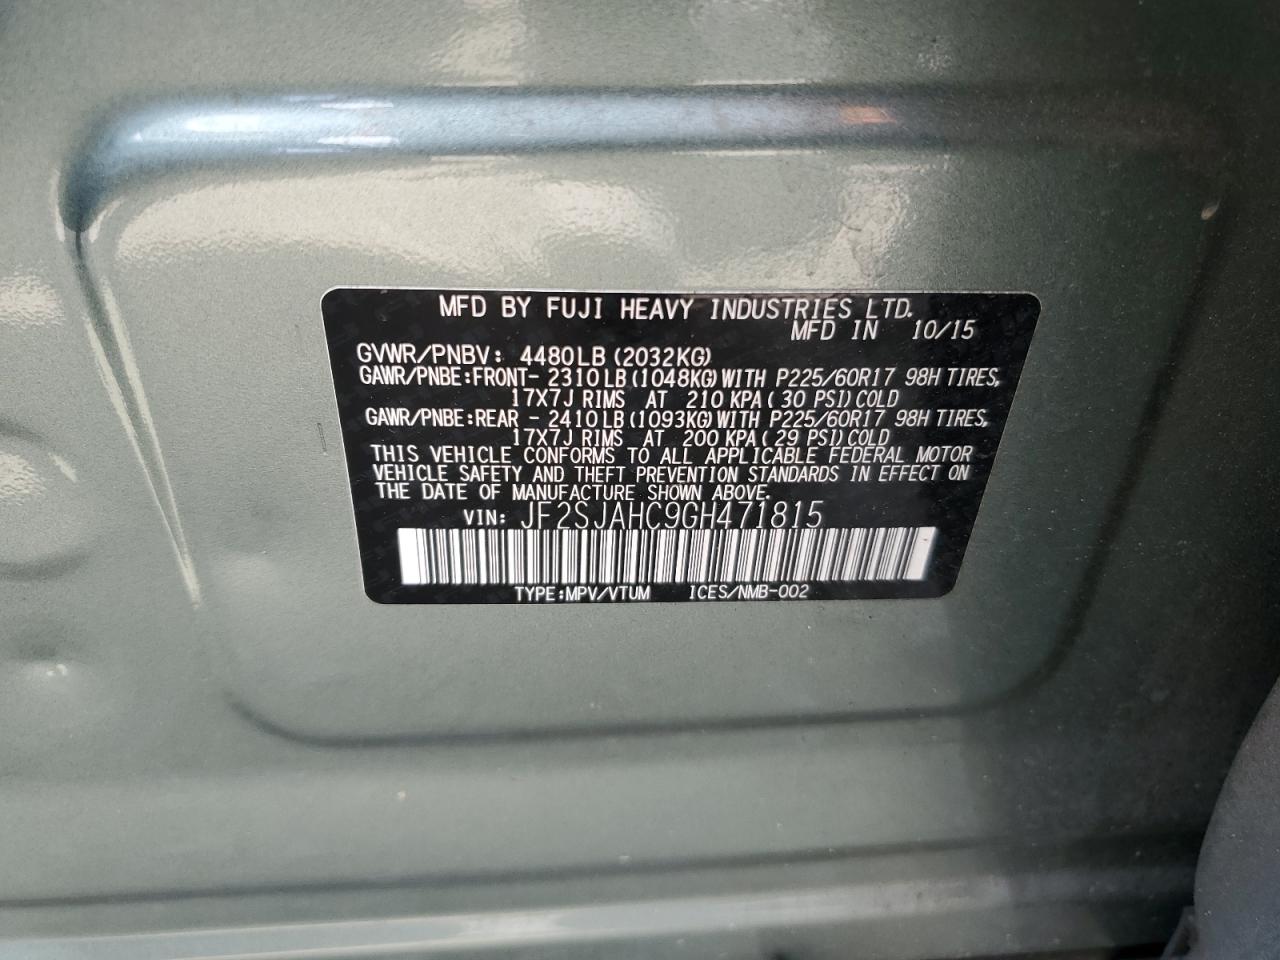 MFD BY FUJI HEAVY INDUSTRIES LTD.
MFD IN 10/15
GVWR/PNBV: 4480LB (2032KG)
GAWR/PNBE:FRONT- 2310LB (1048KG) WITH P225/60R17 98H TIRES,
17X7J RIMS AT 210 KPA ( 30 PSI) COLD
GAWR/PNBE:REAR - 2410LB (1093KG) WITH P225/60R17 98H TIRES,
17X7J RIMS AT 200 KPA ( 29 PSI) COLD
THIS VEHICLE CONFORMS TO ALL APPLICABLE FEDERAL MOTOR
VEHICLE SAFETY AND THEFT PREVENTION STANDARDS IN EFFECT ON
THE DATE OF MANUFACTURE SHOWN ABOVE.
VIN: JF2SJAHC9GH471815
TYPE:MPV/VTUM ICES/NMB-002